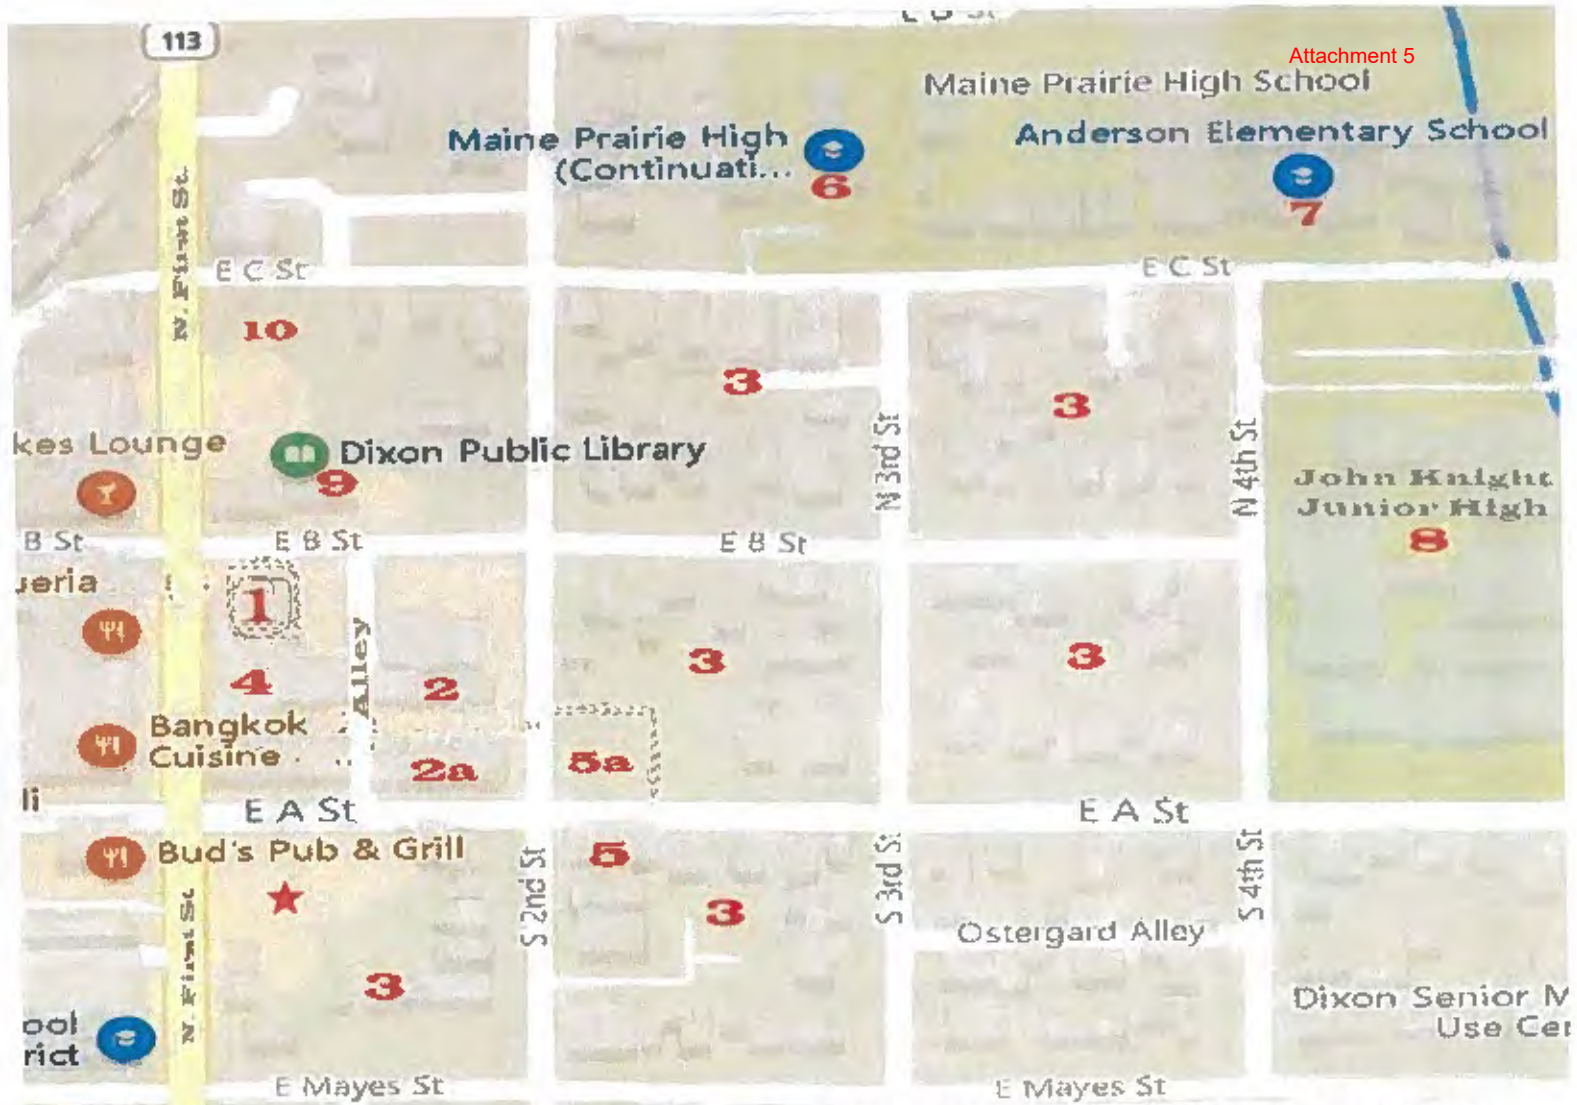 E D St
113
Attachment 5
Maine Prairie High School
Maine Prairie High
(Continuati...
6
Anderson Elementary School
7
N. First St.
E C St
E C St
10
3
3
kes Lounge
Dixon Public Library
9
N 3rd St
N 4th St
John Knight
Junior High
8
B St
E B St
E B St
ueria
1
Alley
4
2
3
3
Bangkok
Cuisine
2a
5a
li
E A St
E A St
Bud's Pub & Grill
5
S 2nd St
S 3rd St
S 4th St
3
Ostergard Alley
N. First St
3
ool
rict
Dixon Senior M
Use Cen
E Mayes St
E Mayes St